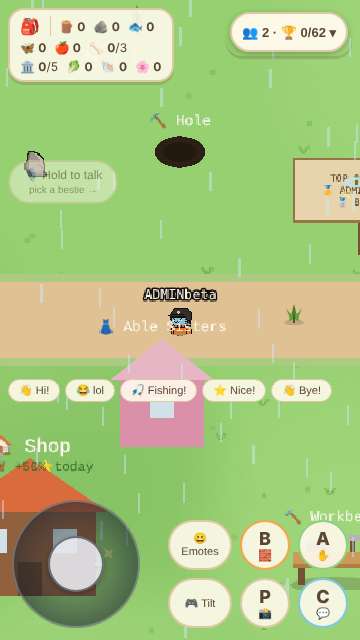 0 0 0
0 0 0/3
0/5 0 0 0
2 · 0/62 ▾
Hole
Hold to talk
pick a bestie →
TOP
ADMI
B
ADMINbeta
Able Sisters
Hi!
lol
Fishing!
Nice!
Bye!
Shop
today
Workbe
Emotes
B
A
Tilt
P
C